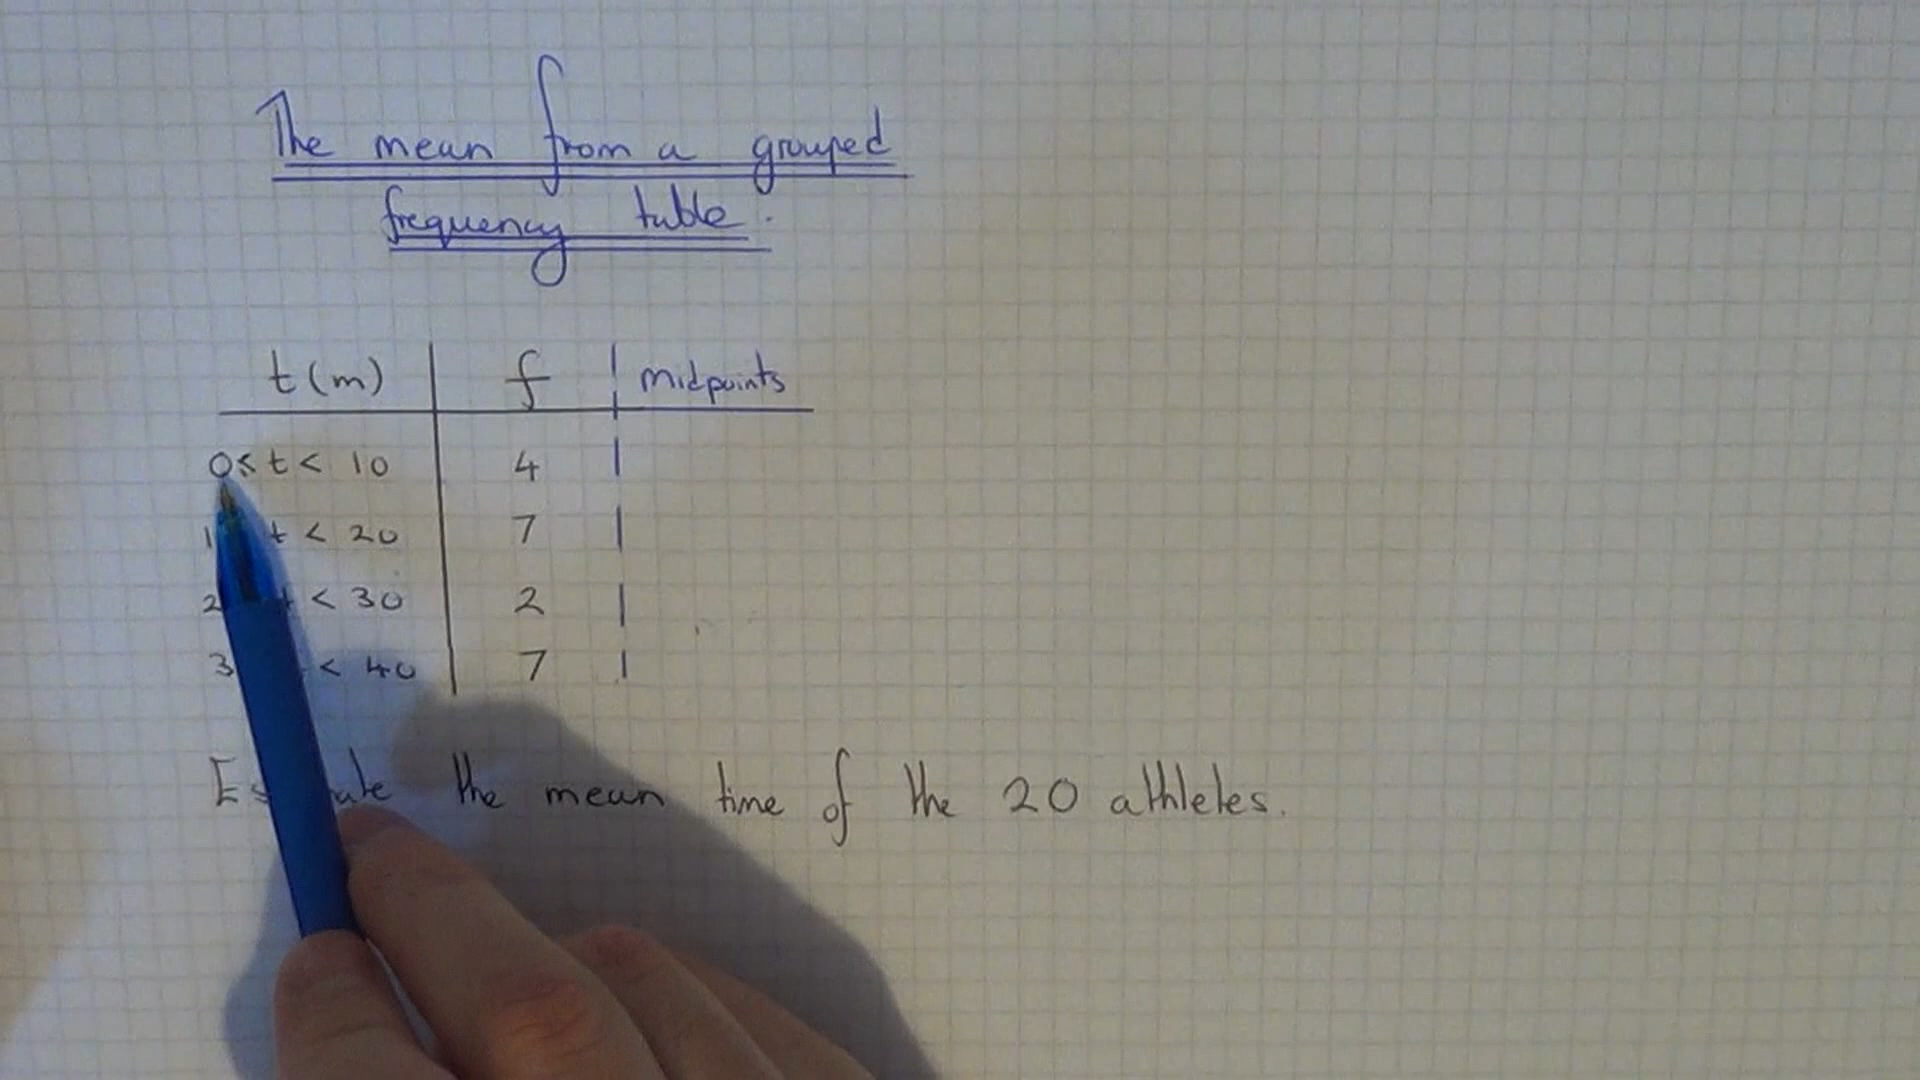 The mean from a grouped
frequency table.
t (m) f midpoints
0 ≤ t < 10 4
t < 20 7
< 30 2
< 40 7
the mean time of the 20 athletes.